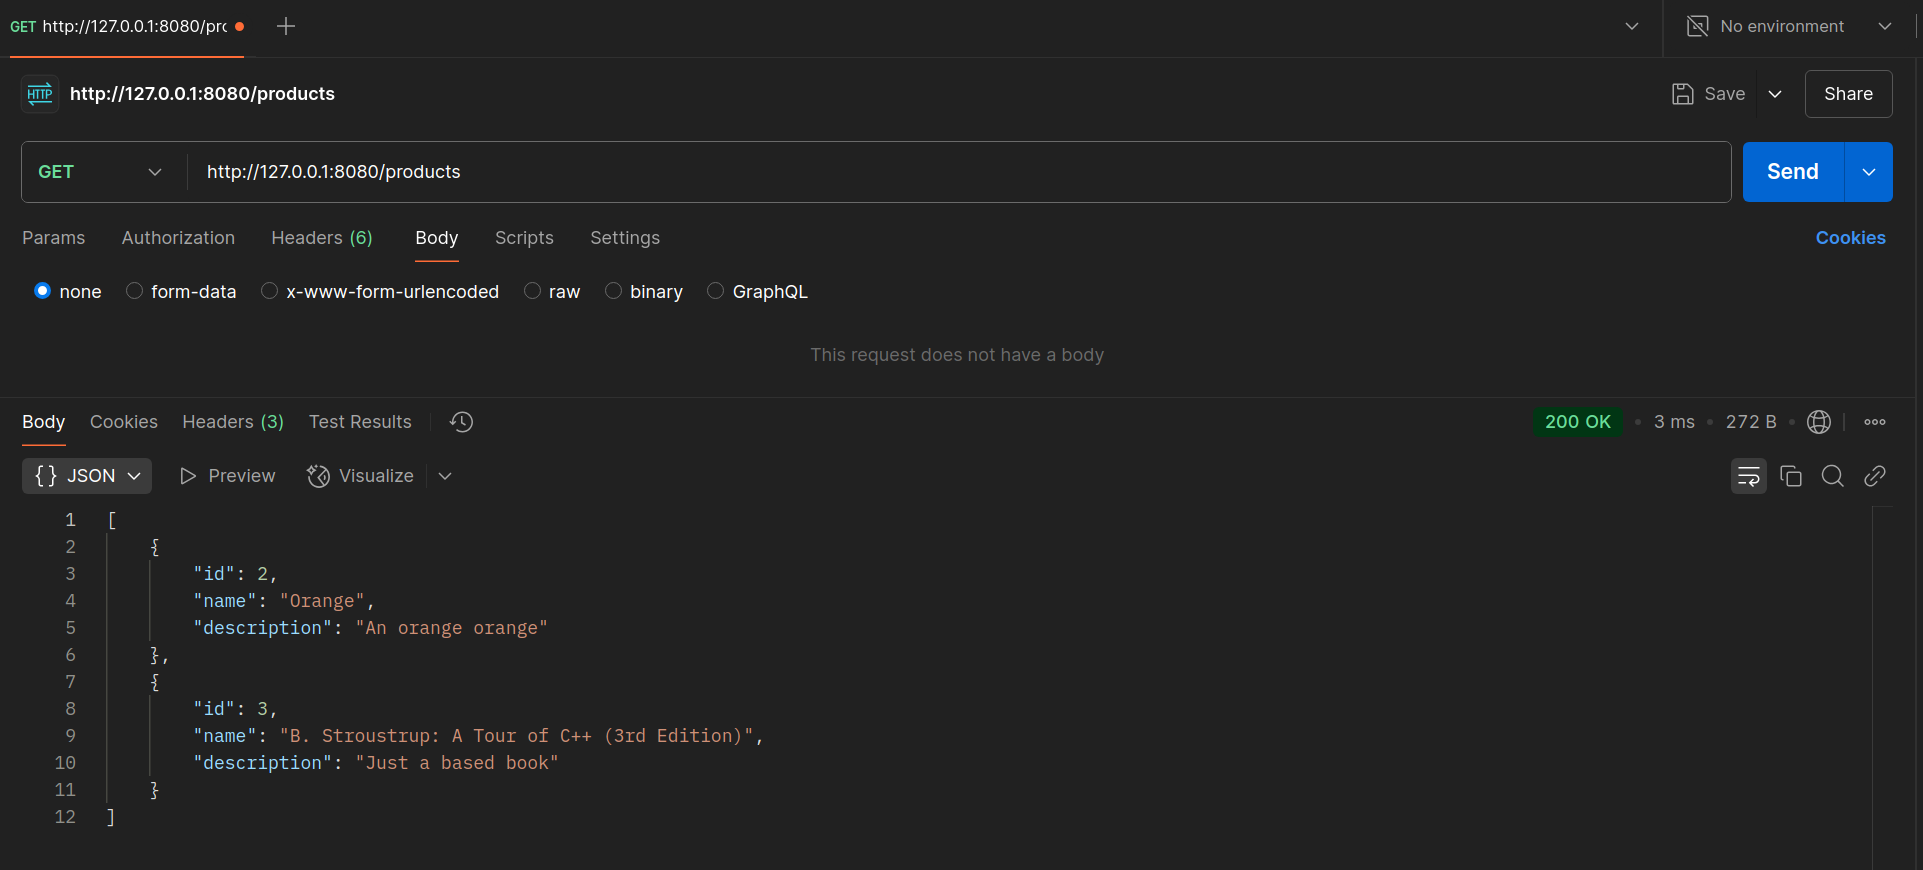 GET http://127.0.0.1:8080/pro
No environment
HTTP http://127.0.0.1:8080/products
Save
Share
GET http://127.0.0.1:8080/products
Send
Params Authorization Headers (6) Body Scripts Settings
Cookies
none form-data x-www-form-urlencoded raw binary GraphQL
This request does not have a body
Body Cookies Headers (3) Test Results
200 OK • 3 ms • 272 B •
{} JSON Preview Visualize
1 [
2 {
3 "id": 2,
4 "name": "Orange",
5 "description": "An orange orange"
6 },
7 {
8 "id": 3,
9 "name": "B. Stroustrup: A Tour of C++ (3rd Edition)",
10 "description": "Just a based book"
11 }
12 ]